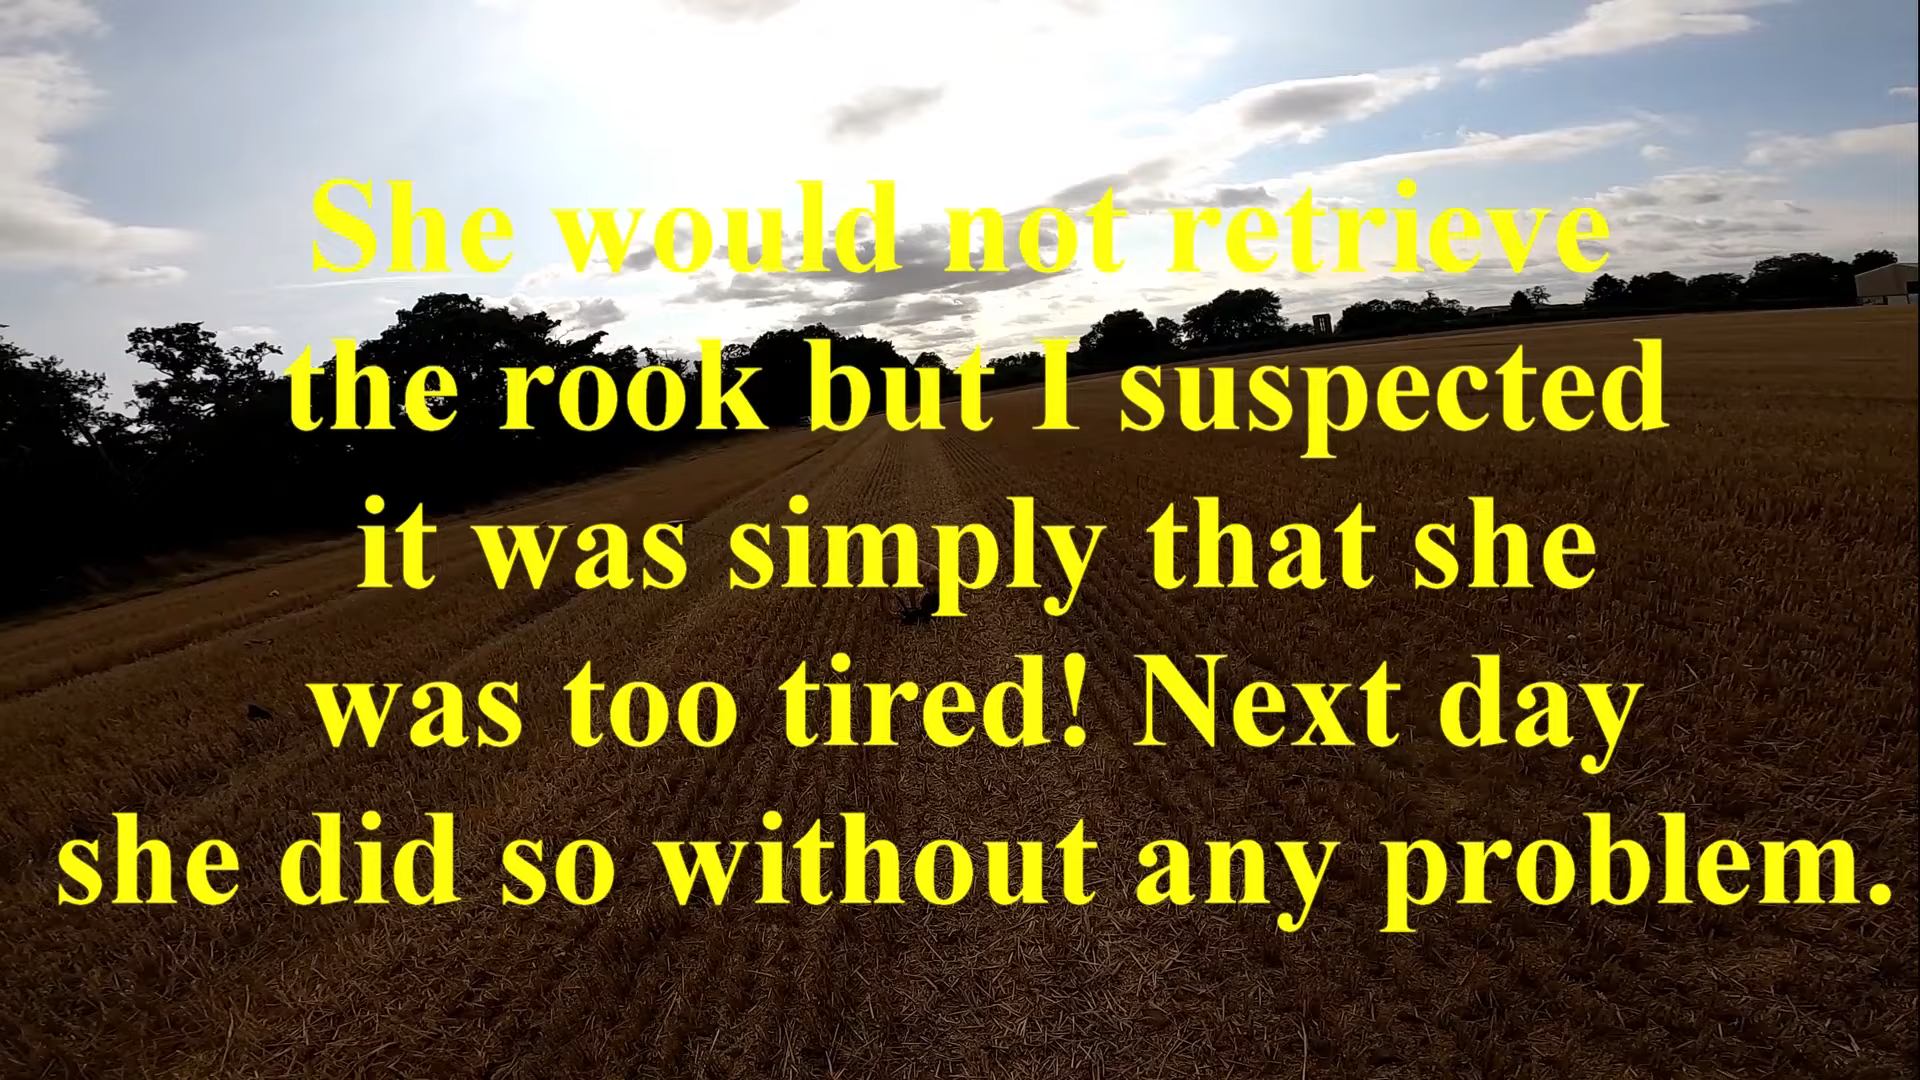 She would not retrieve
the rook but I suspected
it was simply that she
was too tired! Next day
she did so without any problem.